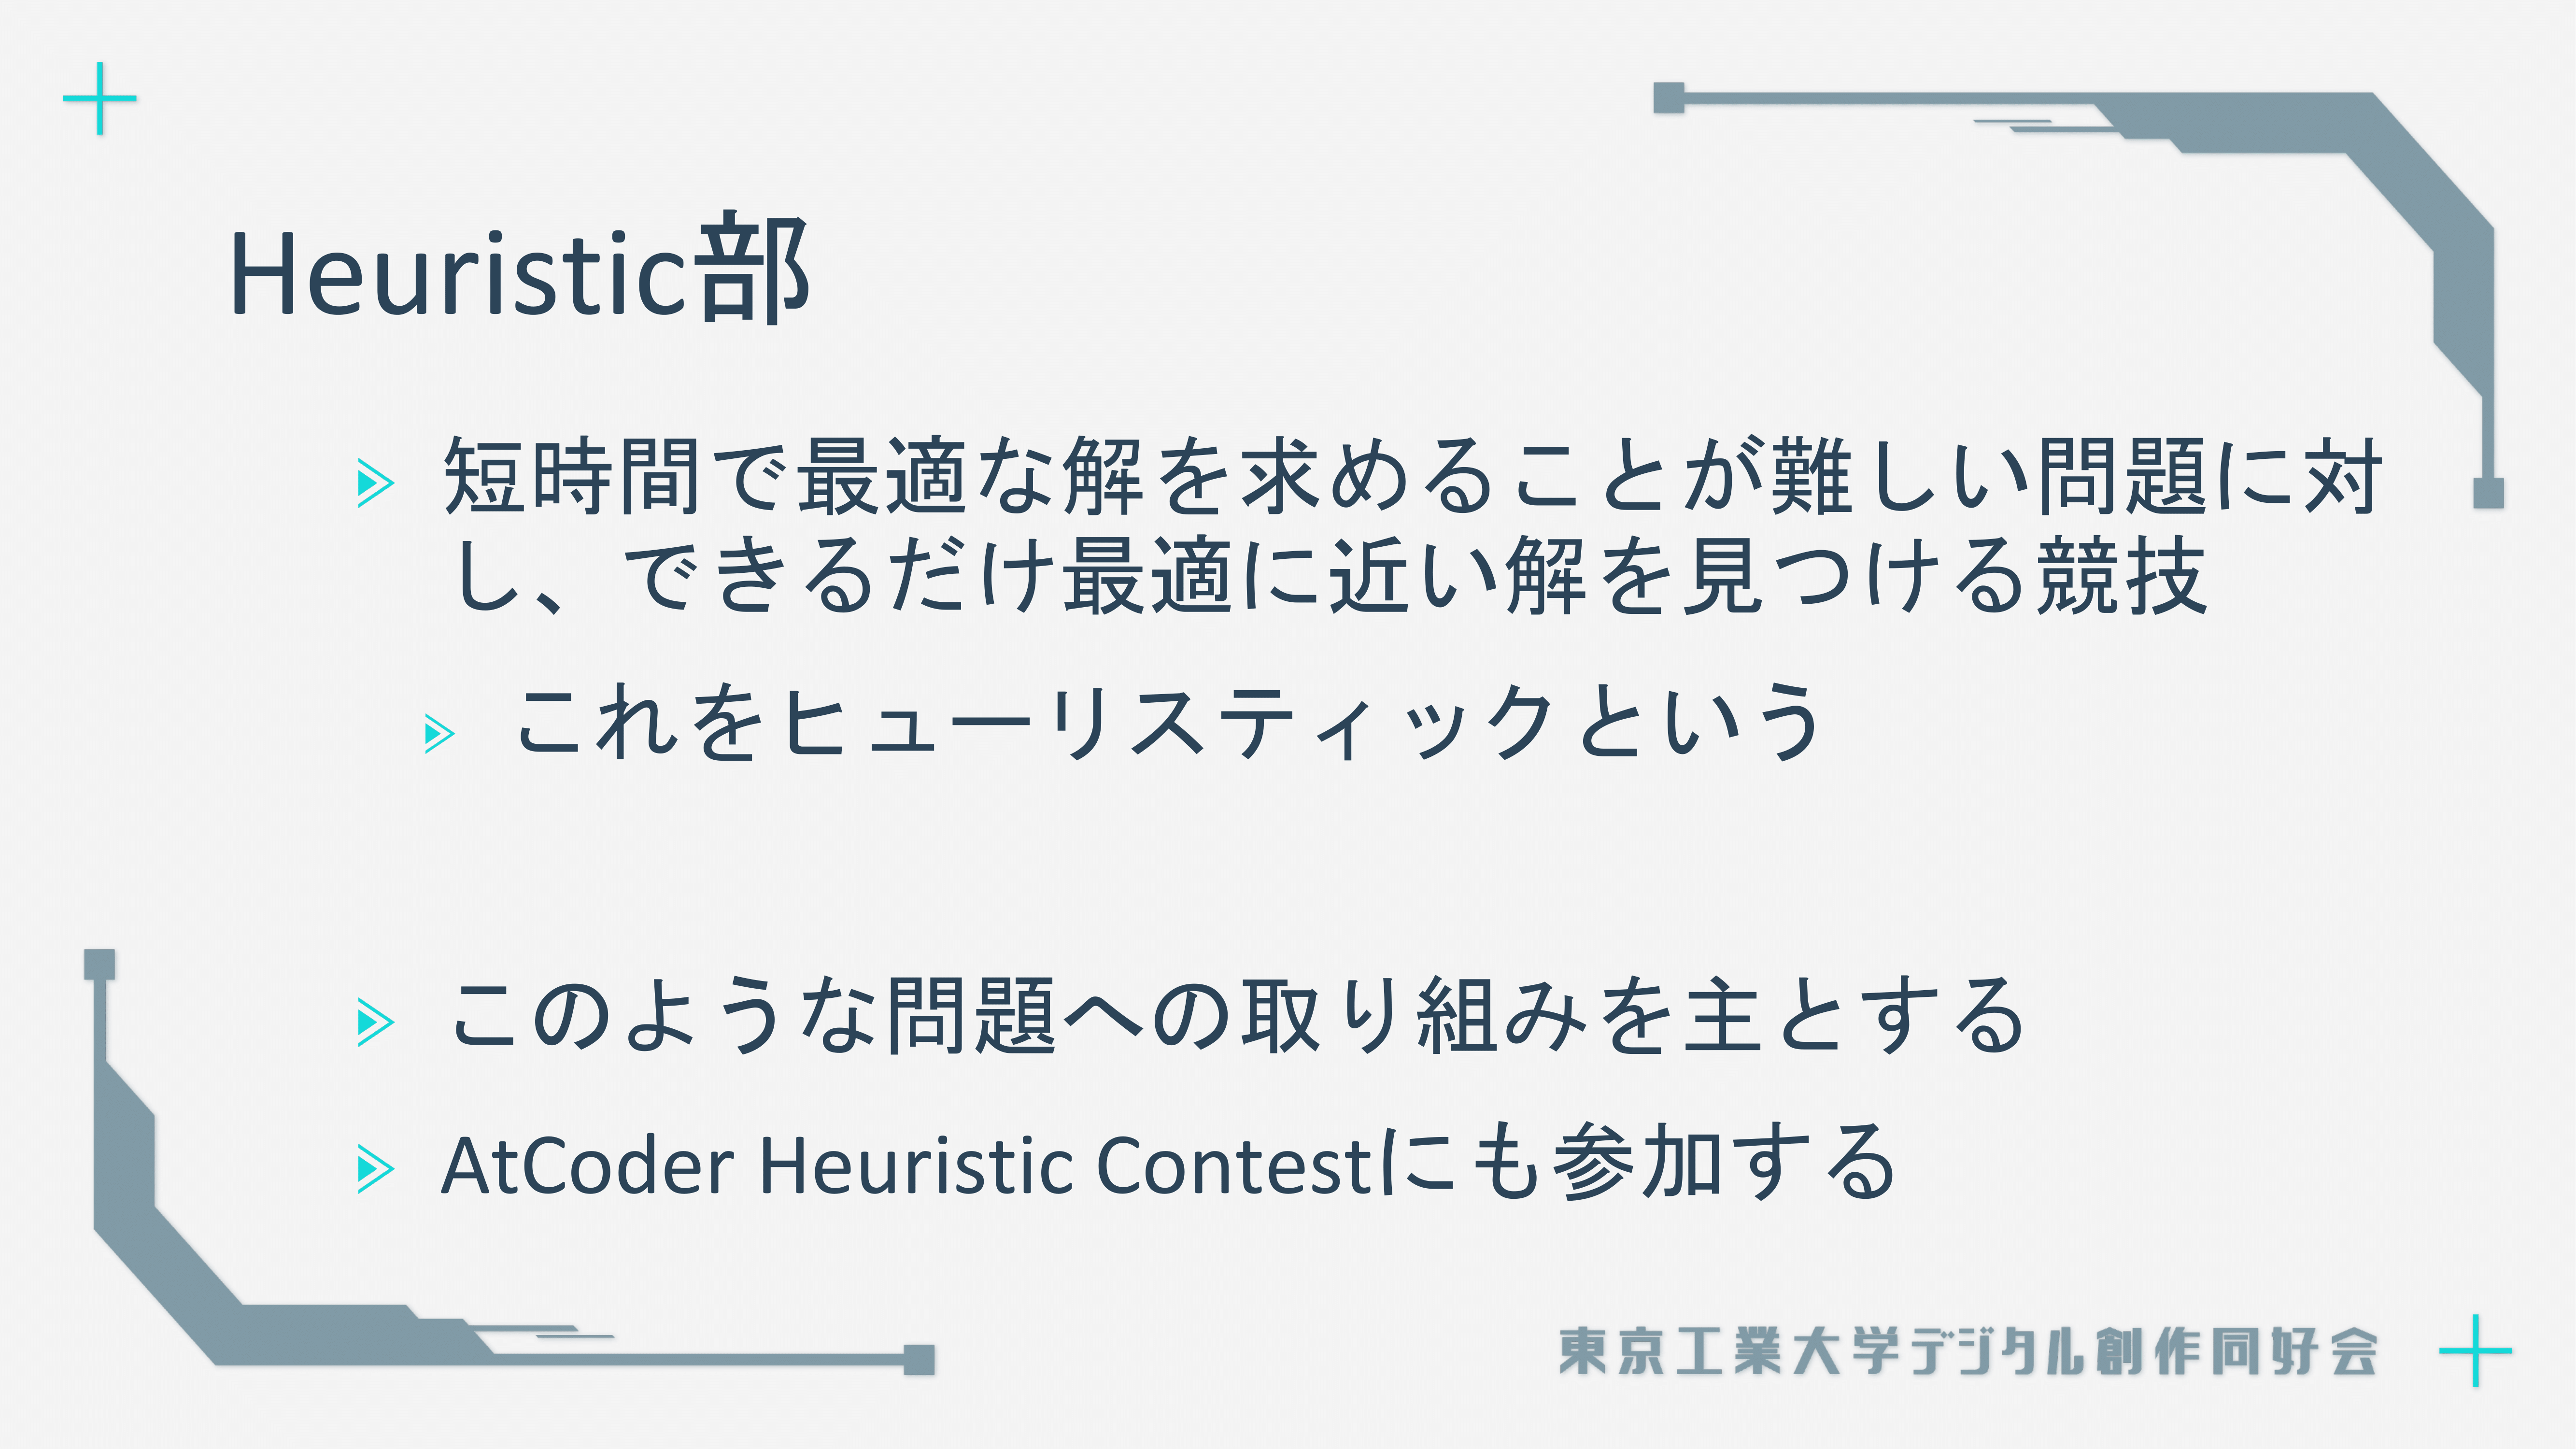 Heuristic部
短時間で最適な解を求めることが難しい問題に対
し、できるだけ最適に近い解を見つける競技
これをヒューリスティックという
このような問題への取り組みを主とする
AtCoder Heuristic Contestにも参加する
東京工業大学デジタル創作同好会